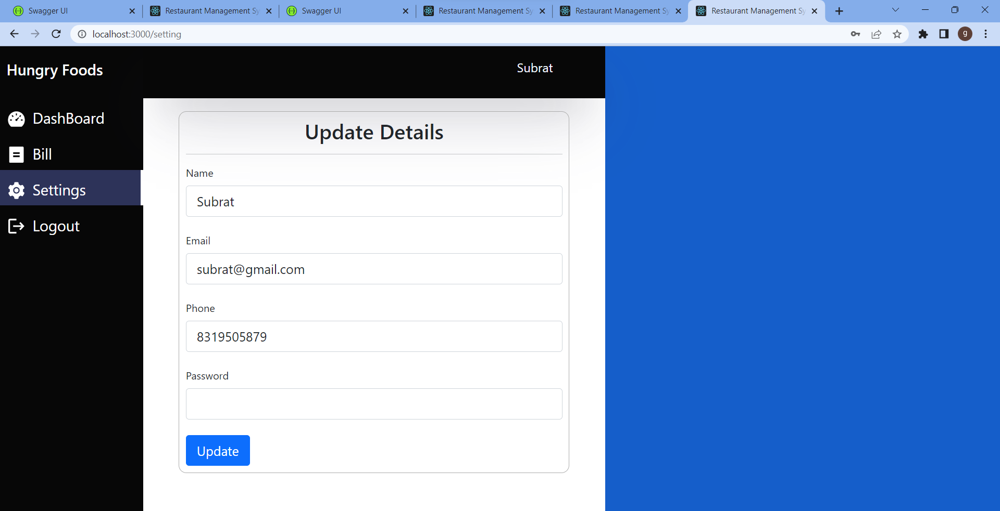 Swagger UI
Restaurant Management Sy
Swagger UI
Restaurant Management Sy
Restaurant Management Sy
Restaurant Management Sy
localhost:3000/setting
g
Hungry Foods
Subrat
DashBoard
Bill
Settings
Logout
Update Details
Name
Subrat
Email
subrat@gmail.com
Phone
8319505879
Password
Update